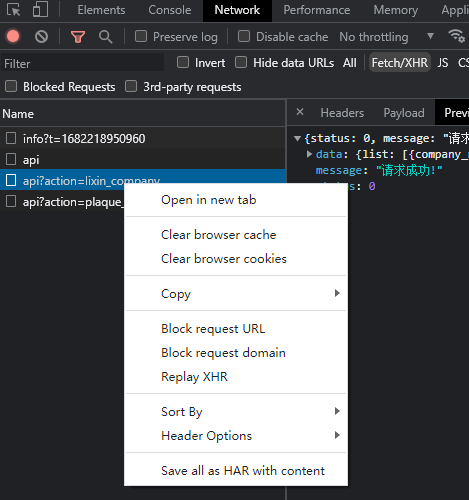 Elements Console Network Performance Memory
Preserve log Disable cache No throttling
Filter Invert Hide data URLs All Fetch/XHR JS
Blocked Requests 3rd-party requests
Name
× Headers Payload
info?t=1682218950960
api
api?action=lixin_company
api?action=plaque_
{status: 0, message: "请求
data: {list: [{company_
message: "请求成功!"
0
Open in new tab
Clear browser cache
Clear browser cookies
Copy
Block request URL
Block request domain
Replay XHR
Sort By
Header Options
Save all as HAR with content